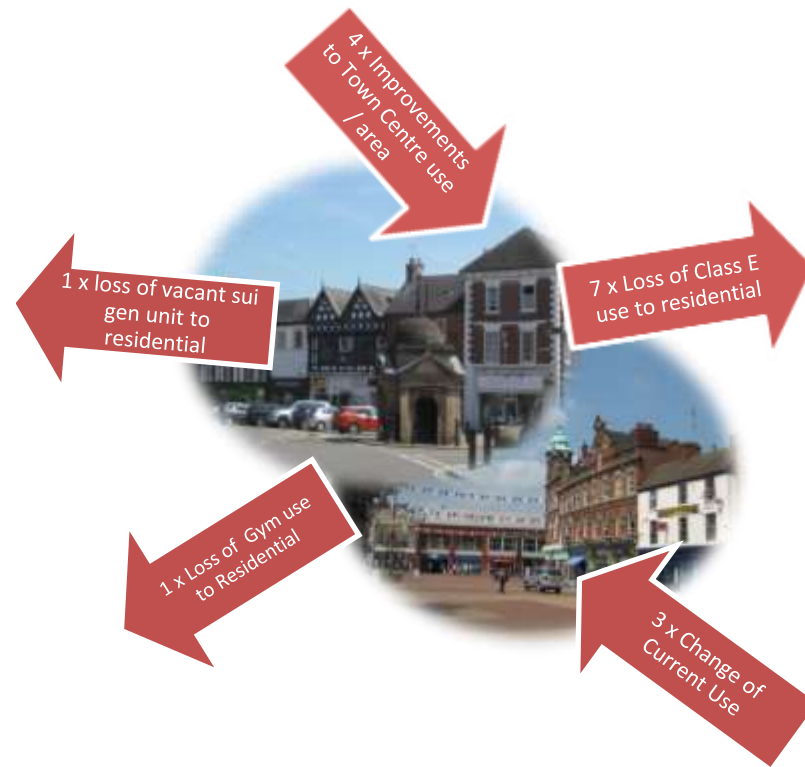 4 x Improvements
to Town Centre use
/ area
1 x loss of vacant sui
gen unit to
residential
7 x Loss of Class E
use to residential
1 x Loss of Gym use
to Residential
3 x Change of
Current Use